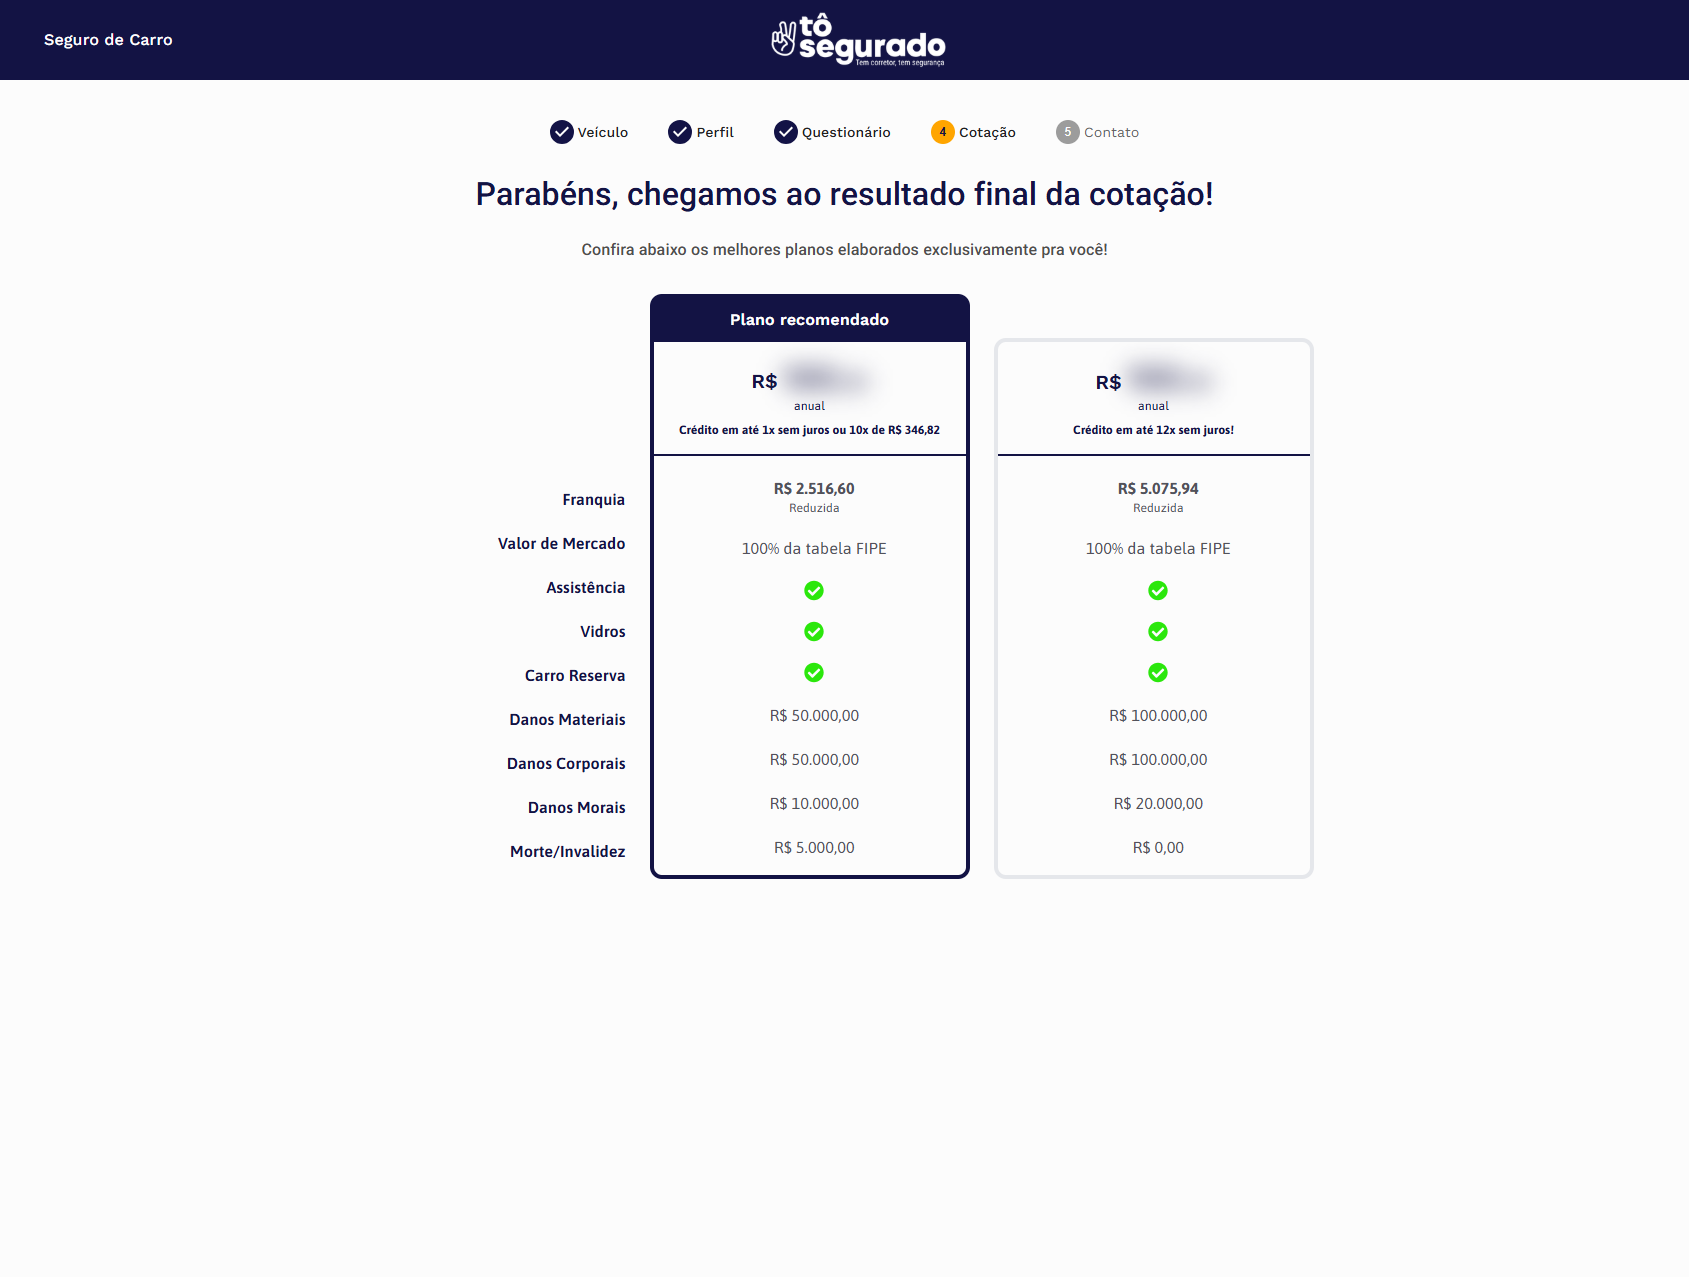 Seguro de Carro
tô
segurado
Tem corretor, tem segurança
Veículo
Perfil
Questionário
4 Cotação
5 Contato
Parabéns, chegamos ao resultado final da cotação!
Confira abaixo os melhores planos elaborados exclusivamente pra você!
Plano recomendado
R$
anual
Crédito em até 1x sem juros ou 10x de R$ 346,82
R$
anual
Crédito em até 12x sem juros!
Franquia
R$ 2.516,60
Reduzida
R$ 5.075,94
Reduzida
Valor de Mercado 100% da tabela FIPE 100% da tabela FIPE
Assistência
Vidros
Carro Reserva
Danos Materiais R$ 50.000,00 R$ 100.000,00
Danos Corporais R$ 50.000,00 R$ 100.000,00
Danos Morais R$ 10.000,00 R$ 20.000,00
Morte/Invalidez R$ 5.000,00 R$ 0,00